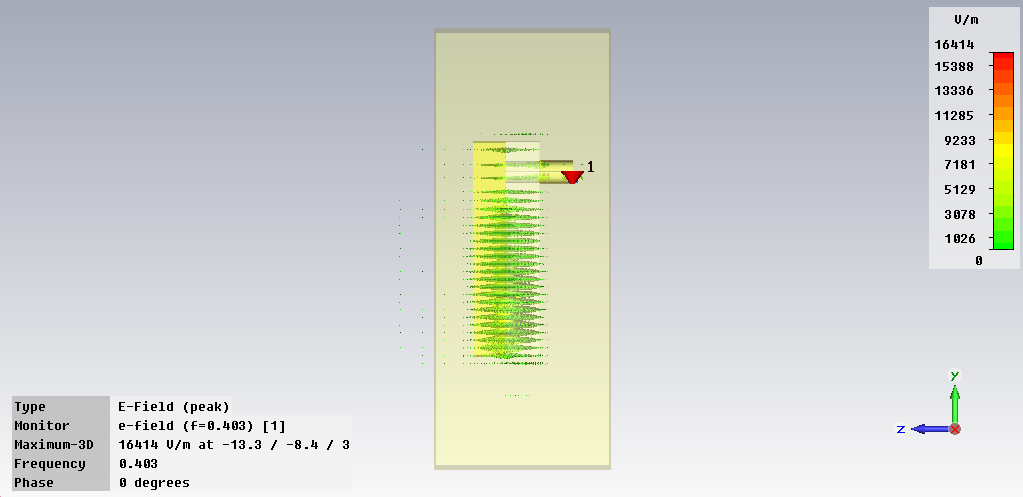 V/m
16414
15388
13336
11285
9233
7181
5129
3078
1026
0
1
Type E-Field (peak)
Monitor e-field (f=0.403) [1]
Maximum-3D 16414 V/m at -13.3 / -8.4 / 3
Frequency 0.403
Phase 0 degrees
y
z